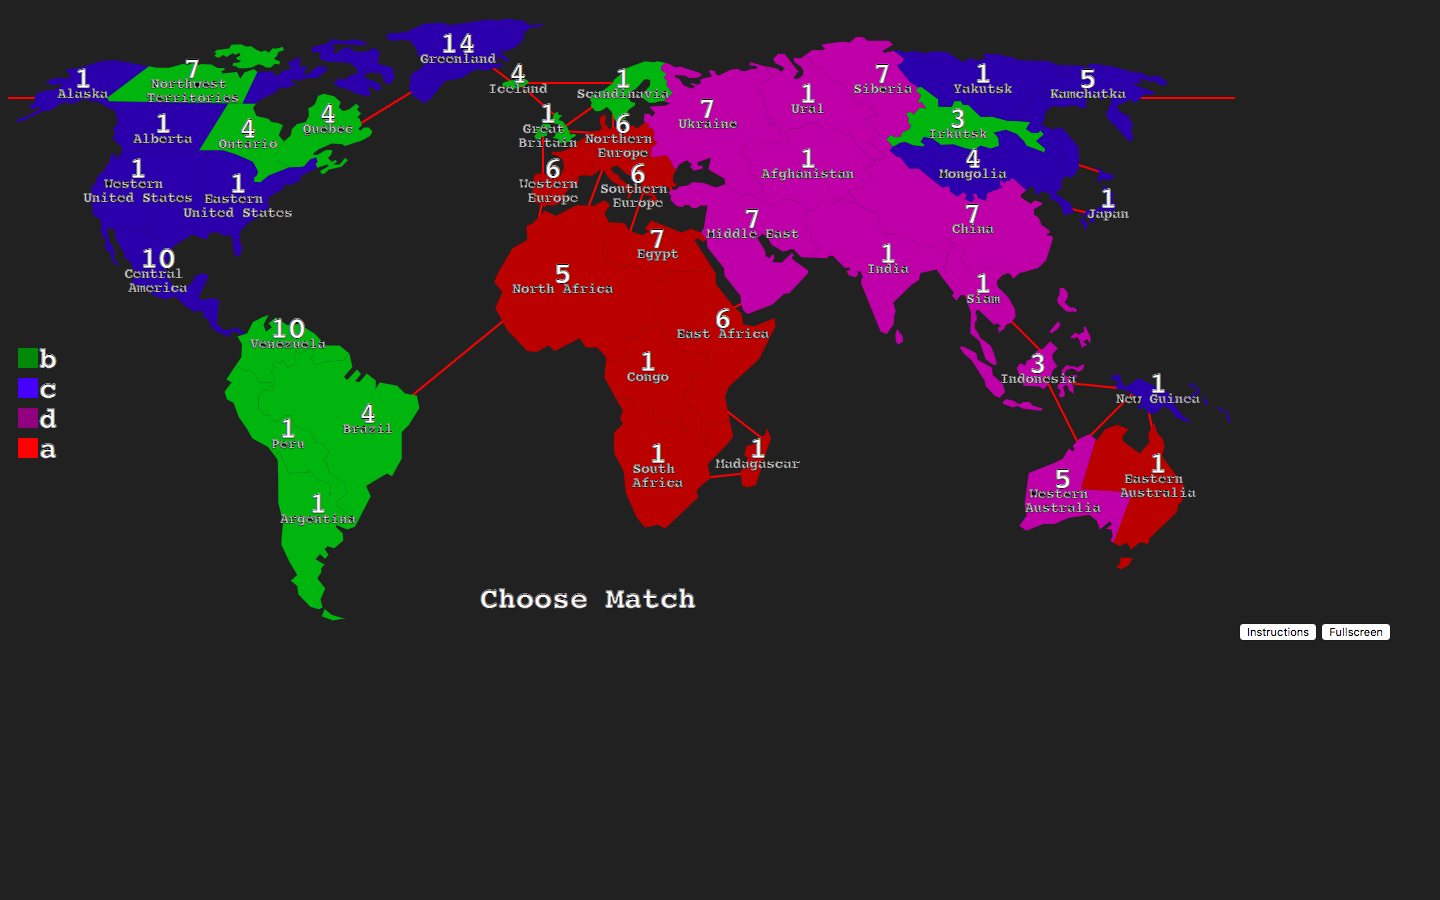 14
Greenland
7
Northwest
Territories
1
Alaska
4
Iceland
1
Scandinavia
7
Ukraine
1
Ural
7
Siberia
1
Yakutsk
5
Kamchatka
1
Alberta
4
Ontario
4
Quebec
1
Great
Britain
6
Northern
Europe
3
Irkutsk
1
Western
United States
1
Eastern
United States
6
Western
Europe
6
Southern
Europe
1
Afghanistan
4
Mongolia
1
Japan
7
Middle East
7
China
10
Central
America
5
North Africa
7
Egypt
1
India
1
Siam
10
Venezuela
6
East Africa
b
c
d
a
1
Congo
3
Indonesia
1
New Guinea
4
Brazil
1
Peru
1
South
Africa
1
Madagascar
5
Western
Australia
1
Eastern
Australia
1
Argentina
Choose Match
Instructions Fullscreen